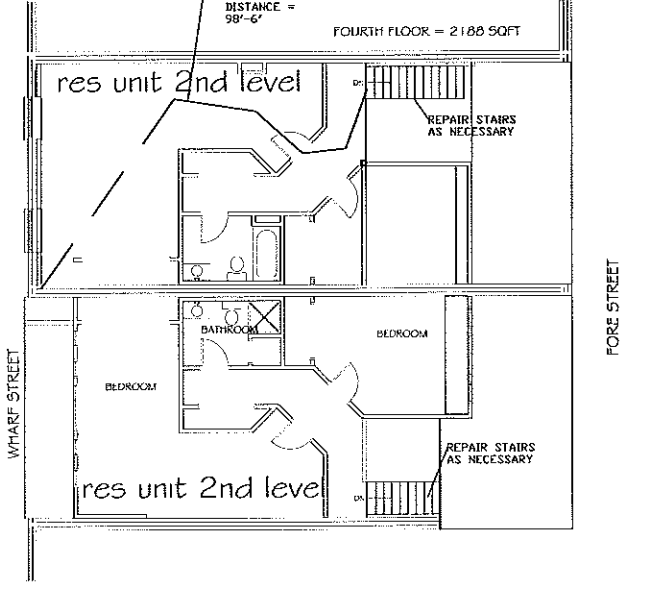 DISTANCE =
98'-6"
FOURTH FLOOR = 2188 SQFT
res unit 2nd level
DN
REPAIR STAIRS
AS NECESSARY
FORE STREET
WHARF STREET
BATHROOM
BEDROOM
BEDROOM
REPAIR STAIRS
AS NECESSARY
res unit 2nd level
DN